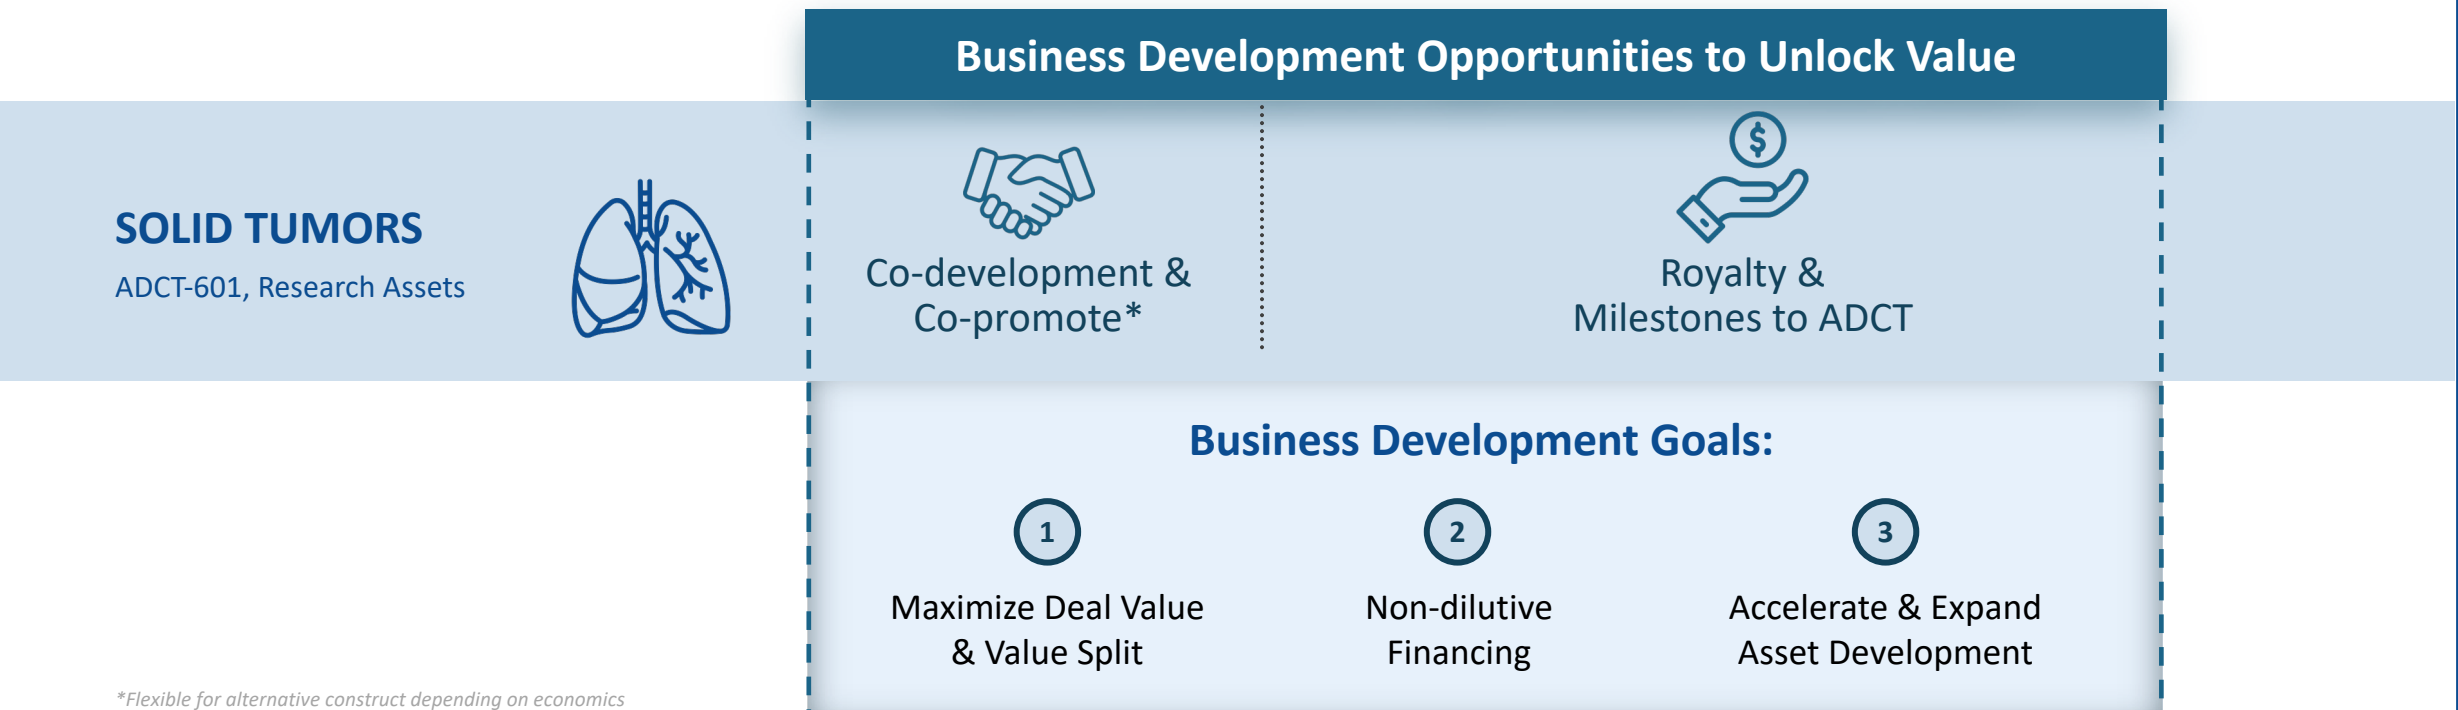 Business Development Opportunities to Unlock Value
SOLID TUMORS
ADCT-601, Research Assets
Co-development &
Co-promote*
$
Royalty &
Milestones to ADCT
Business Development Goals:
1
Maximize Deal Value
& Value Split
2
Non-dilutive
Financing
3
Accelerate & Expand
Asset Development
*Flexible for alternative construct depending on economics